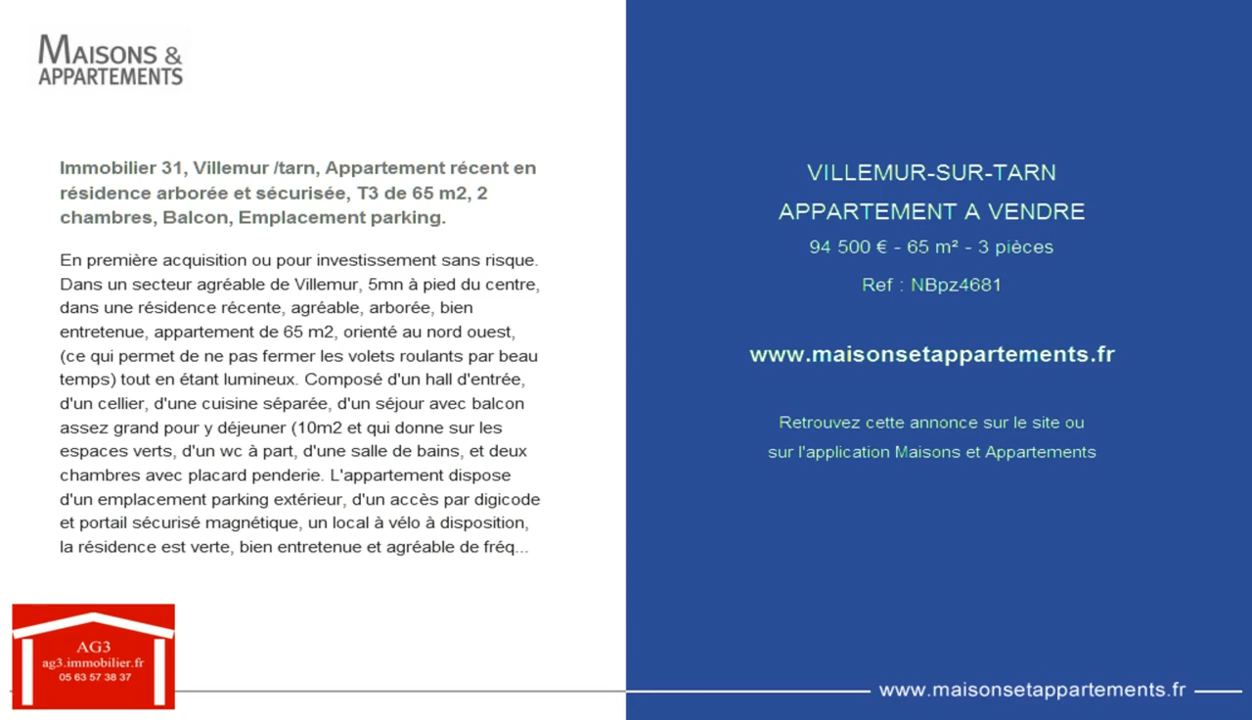 MAISONS &
APPARTEMENTS
Immobilier 31, Villemur /tarn, Appartement récent en
résidence arborée et sécurisée, T3 de 65 m2, 2
chambres, Balcon, Emplacement parking.
En première acquisition ou pour investissement sans risque.
Dans un secteur agréable de Villemur, 5mn à pied du centre,
dans une résidence récente, agréable, arborée, bien
entretenue, appartement de 65 m2, orienté au nord ouest,
(ce qui permet de ne pas fermer les volets roulants par beau
temps) tout en étant lumineux. Composé d'un hall d'entrée,
d'un cellier, d'une cuisine séparée, d'un séjour avec balcon
assez grand pour y déjeuner (10m2 et qui donne sur les
espaces verts, d'un wc à part, d'une salle de bains, et deux
chambres avec placard penderie. L'appartement dispose
d'un emplacement parking extérieur, d'un accès par digicode
et portail sécurisé magnétique, un local à vélo à disposition,
la résidence est verte, bien entretenue et agréable de fréq...
AG3
ag3.immobilier.fr
05 63 57 38 37
VILLEMUR-SUR-TARN
APPARTEMENT A VENDRE
94 500 € - 65 m² - 3 pièces
Ref : NBpz4681
www.maisonsetappartements.fr
Retrouvez cette annonce sur le site ou
sur l'application Maisons et Appartements
www.maisonsetappartements.fr